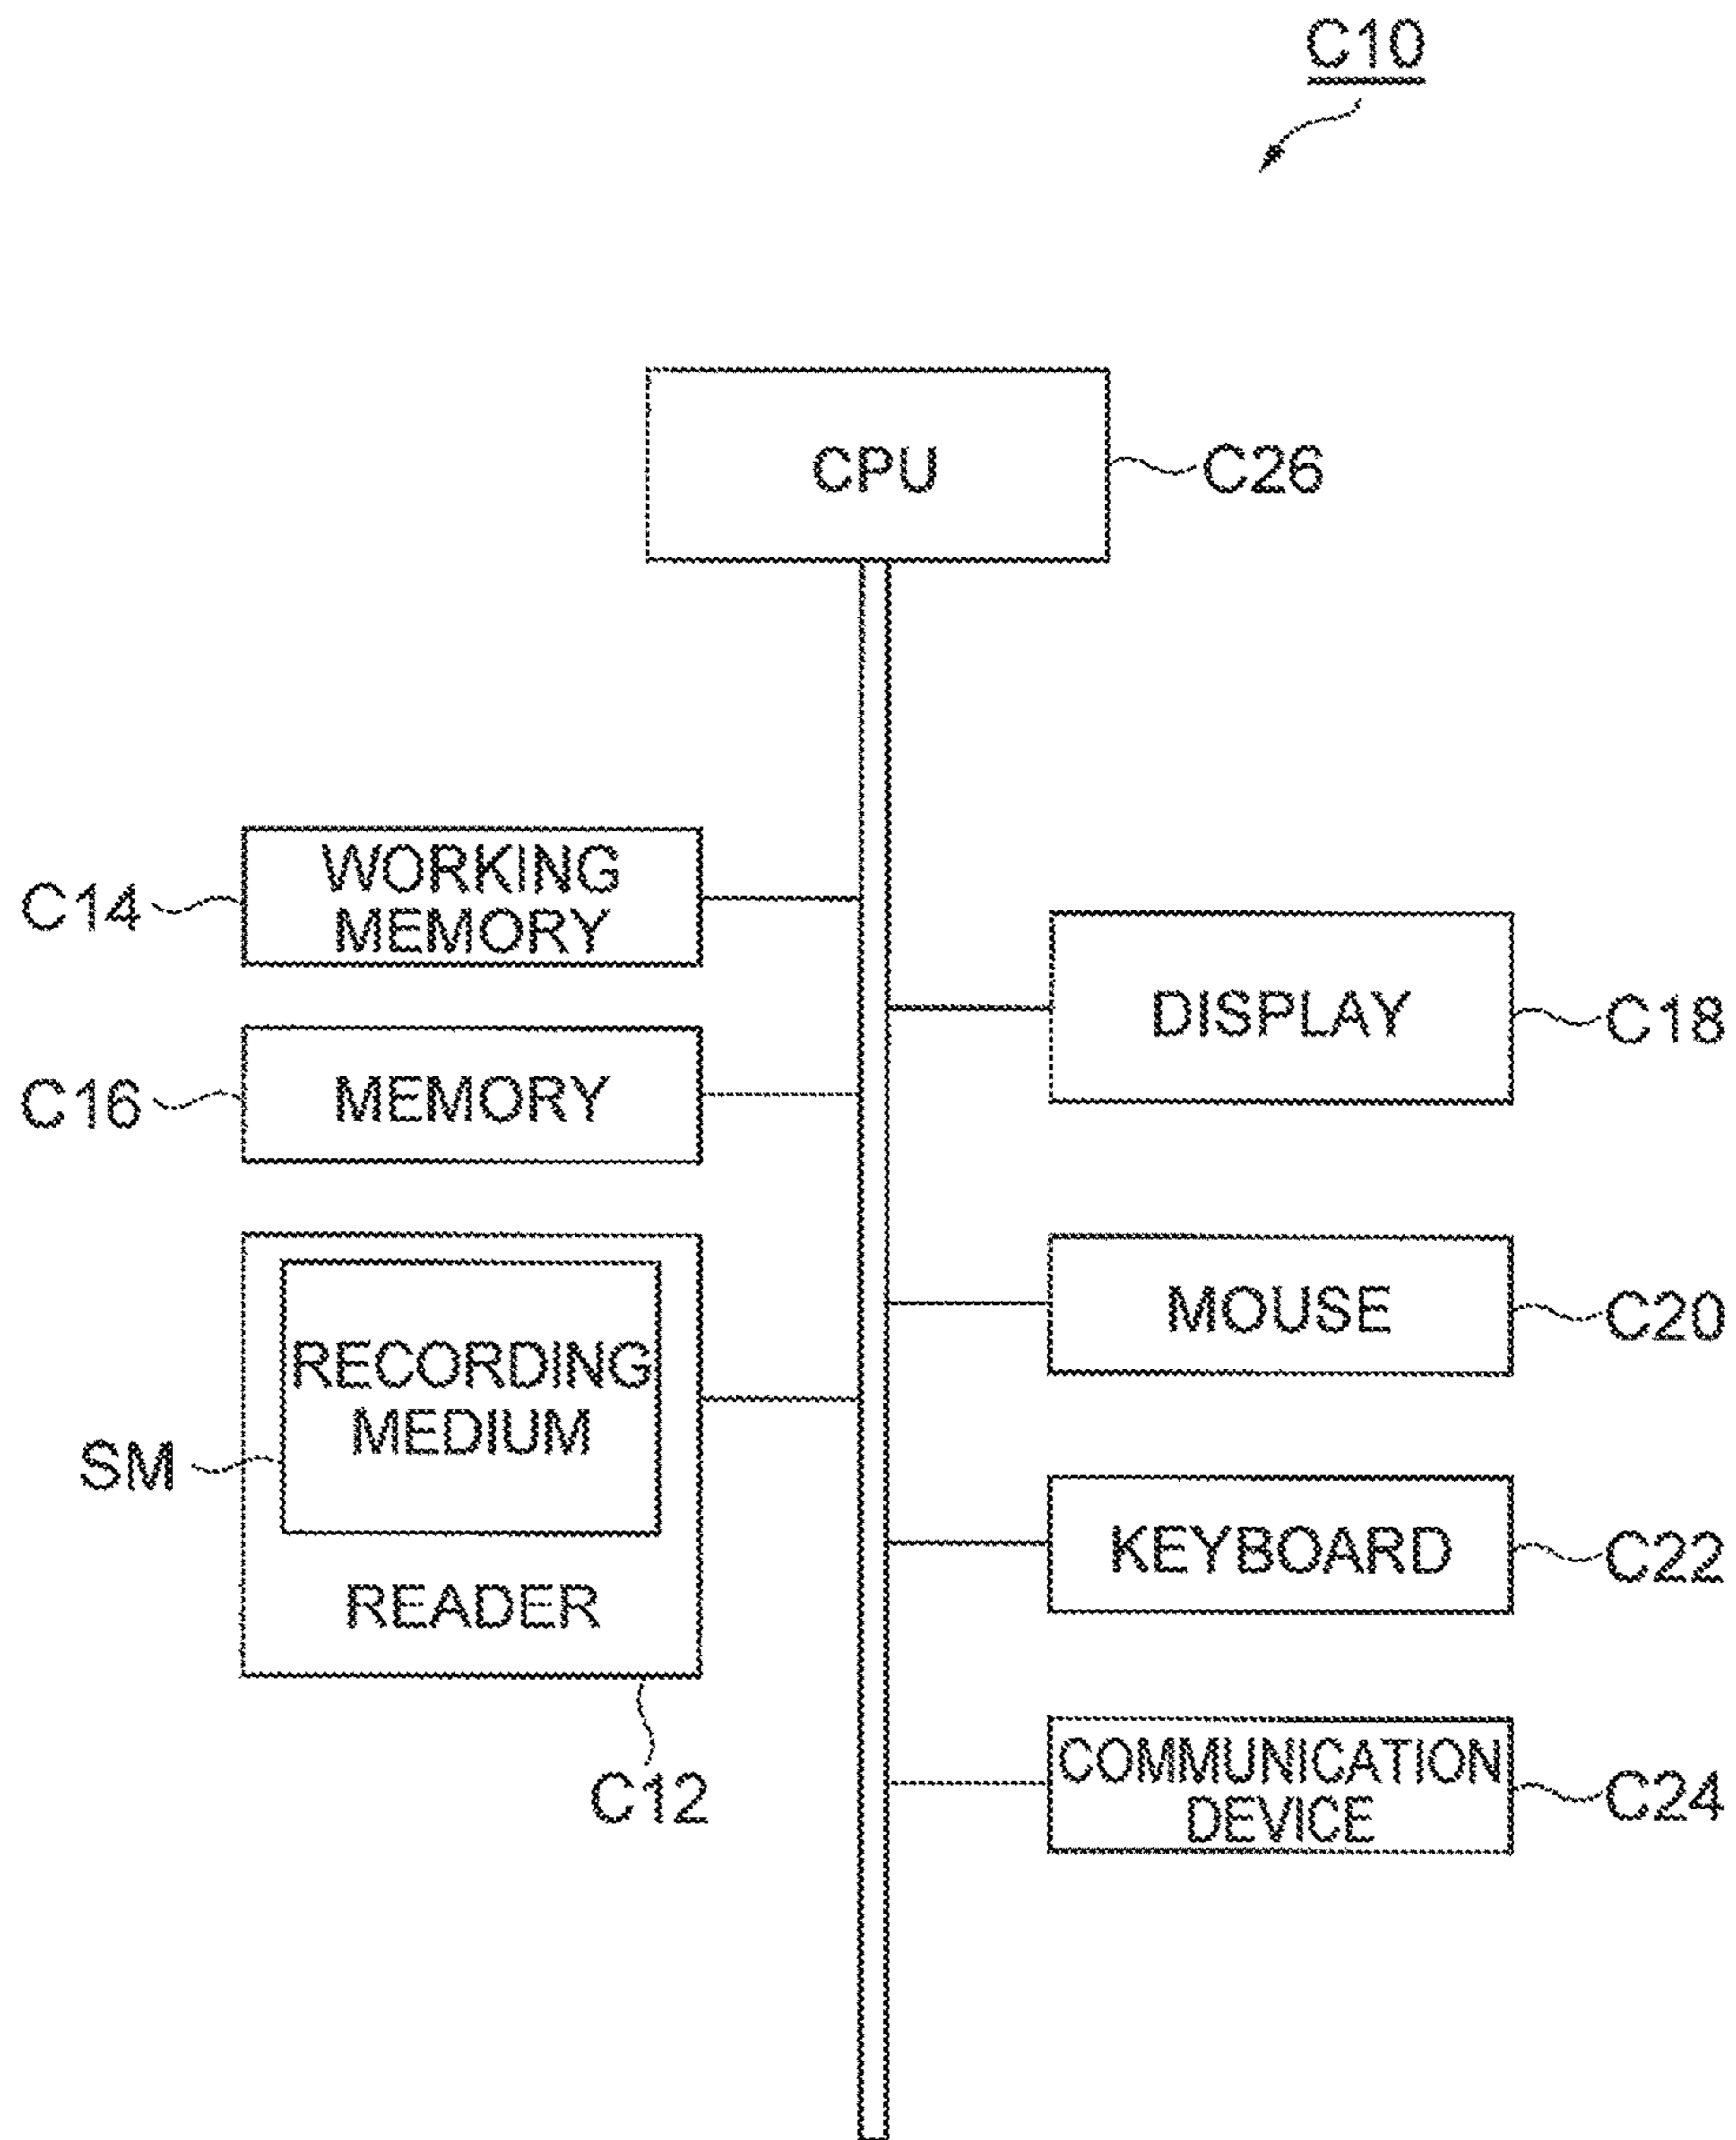 C10
CPU
C26
C14
WORKING
MEMORY
DISPLAY
C18
C16
MEMORY
MOUSE
C20
RECORDING
MEDIUM
SM
READER
KEYBOARD
C22
C12
COMMUNICATION
DEVICE
C24